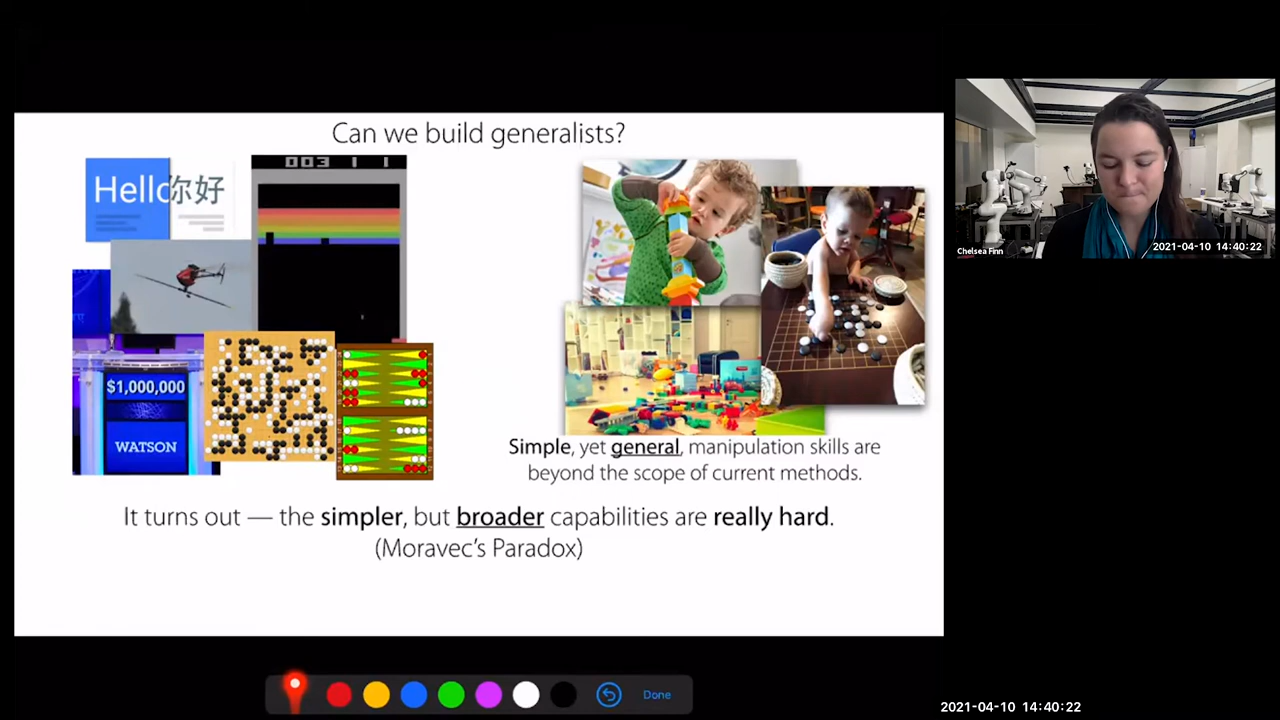 Can we build generalists?
Hello你好
003 1 1
$1,000,000
WATSON
Simple, yet general, manipulation skills are
beyond the scope of current methods.
It turns out — the simpler, but broader capabilities are really hard.
(Moravec's Paradox)
Done
Chelsea Finn
2021-04-10 14:40:22
2021-04-10 14:40:22